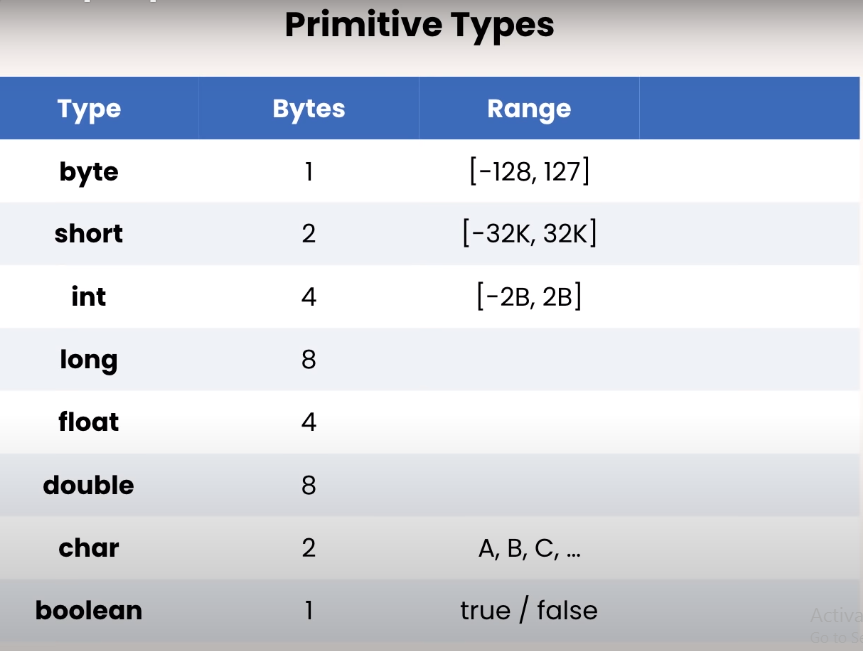 Primitive Types
Type Bytes Range
byte 1 [-128, 127]
short 2 [-32K, 32K]
int 4 [-2B, 2B]
long 8
float 4
double 8
char 2 A, B, C, ...
boolean 1 true / false
Go to